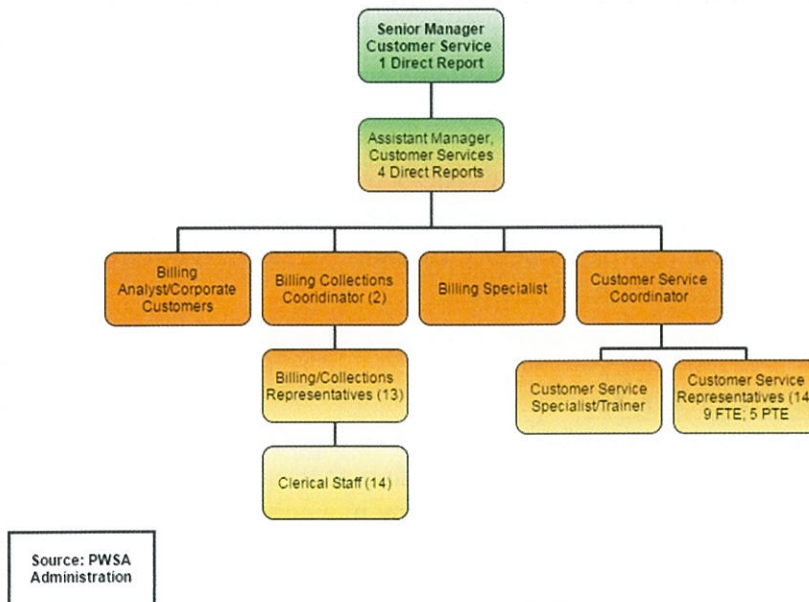 Senior Manager
Customer Service
1 Direct Report
Assistant Manager,
Customer Services
4 Direct Reports
Billing
Analyst/Corporate
Customers
Billing Collections
Cooridinator (2)
Billing Specialist
Customer Service
Coordinator
Billing/Collections
Representatives (13)
Customer Service
Specialist/Trainer
Customer Service
Representatives (14
9 FTE; 5 PTE
Clerical Staff (14)
Source: PWSA
Administration